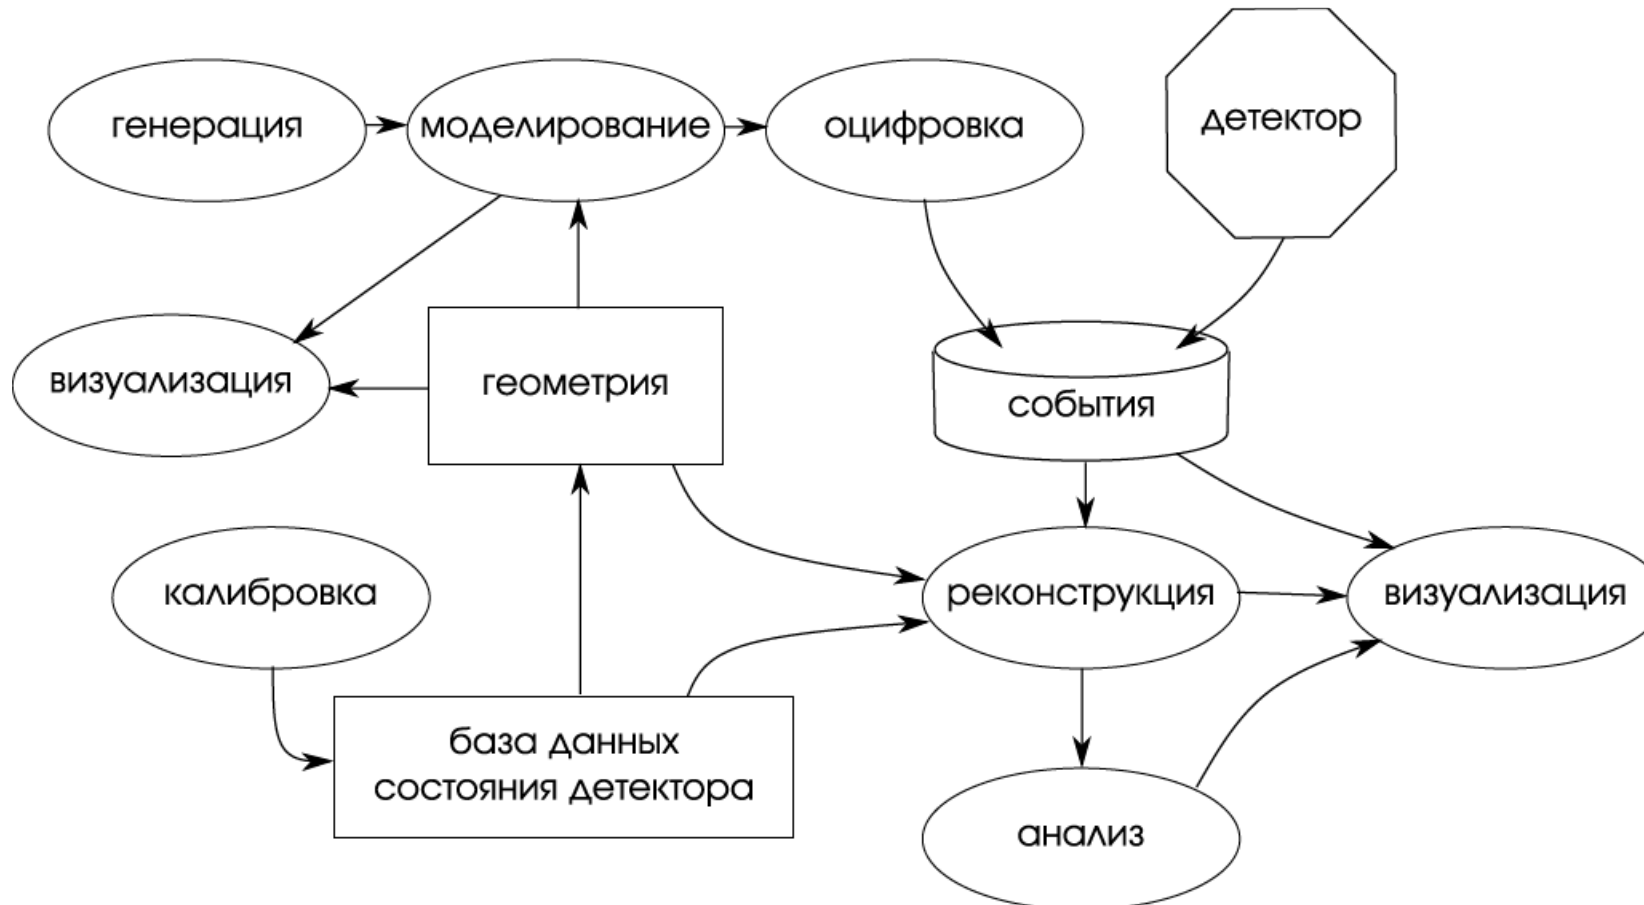 генерация
моделирование
оцифровка
детектор
визуализация
геометрия
события
калибровка
реконструкция
визуализация
база данных
состояния детектора
анализ